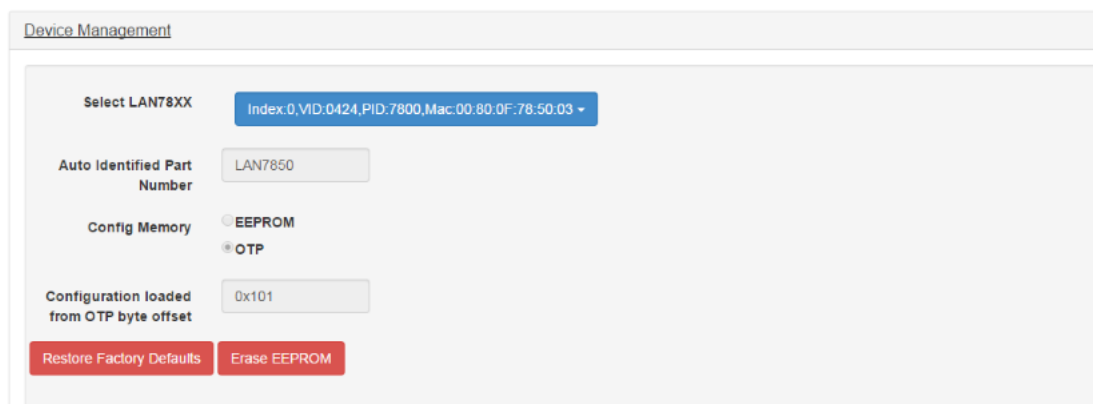 Device Management
Select LAN78XX
Index:0,VID:0424,PID:7800,Mac:00:80:0F:78:50:03
Auto Identified Part
Number
LAN7850
Config Memory
EEPROM
OTP
Configuration loaded
from OTP byte offset
0x101
Restore Factory Defaults
Erase EEPROM